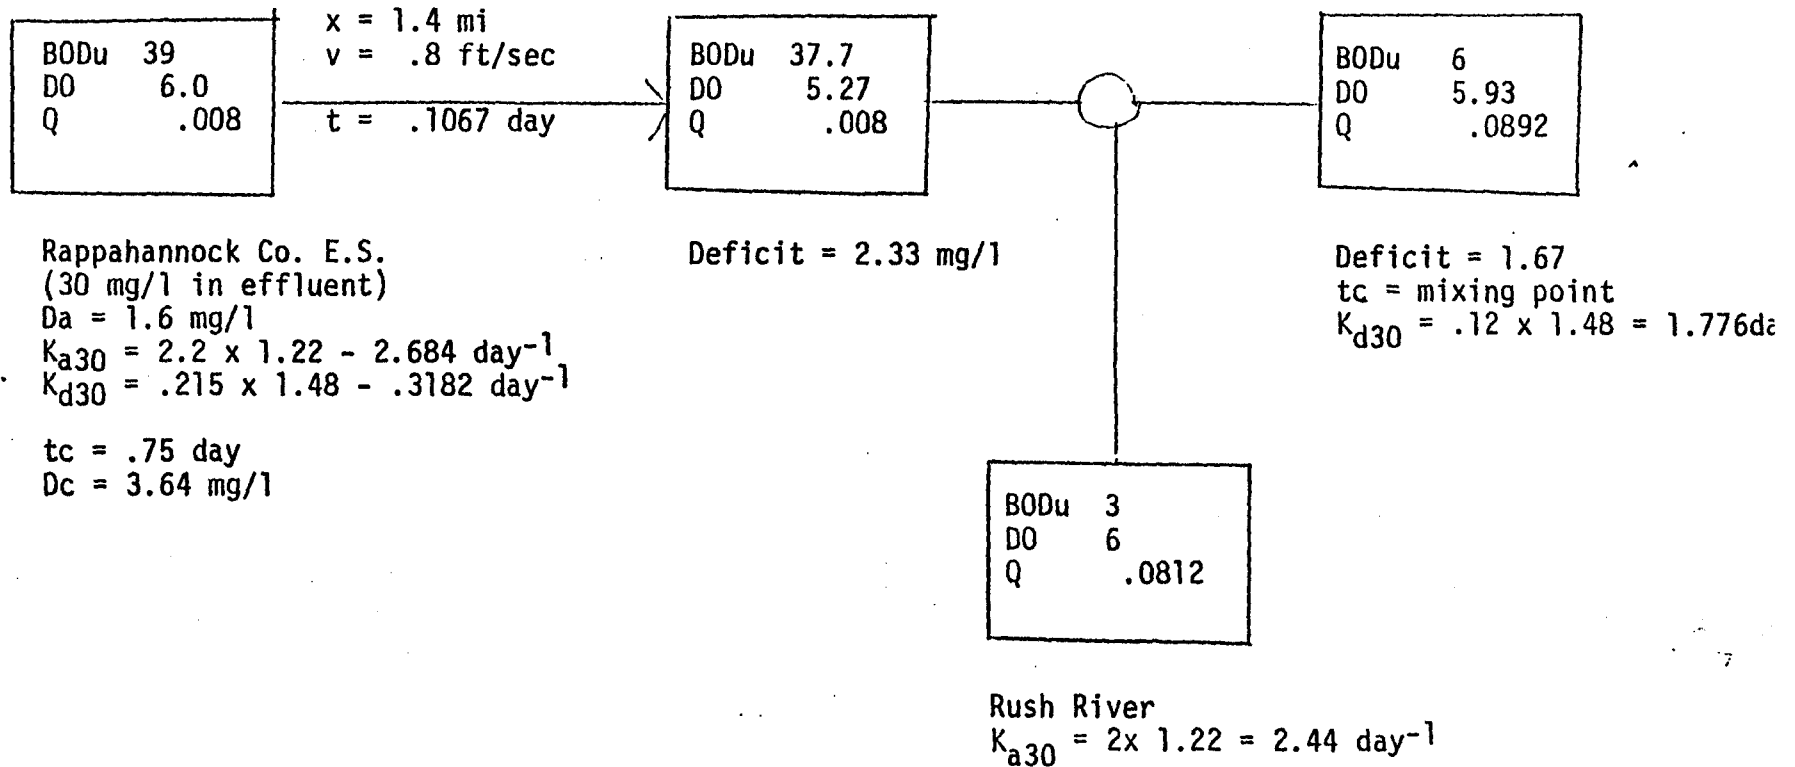 BODu 39
DO 6.0
Q .008
x = 1.4 mi
v = .8 ft/sec
t = .1067 day
BODu 37.7
DO 5.27
Q .008
BODu 6
DO 5.93
Q .0892
Rappahannock Co. E.S.
(30 mg/l in effluent)
Da = 1.6 mg/l
Ka30 = 2.2 x 1.22 - 2.684 day-1
Kd30 = .215 x 1.48 - .3182 day-1
tc = .75 day
Dc = 3.64 mg/l
Deficit = 2.33 mg/l
Deficit = 1.67
tc = mixing point
Kd30 = .12 x 1.48 = 1.776da
BODu 3
DO 6
Q .0812
Rush River
Ka30 = 2x 1.22 = 2.44 day-1